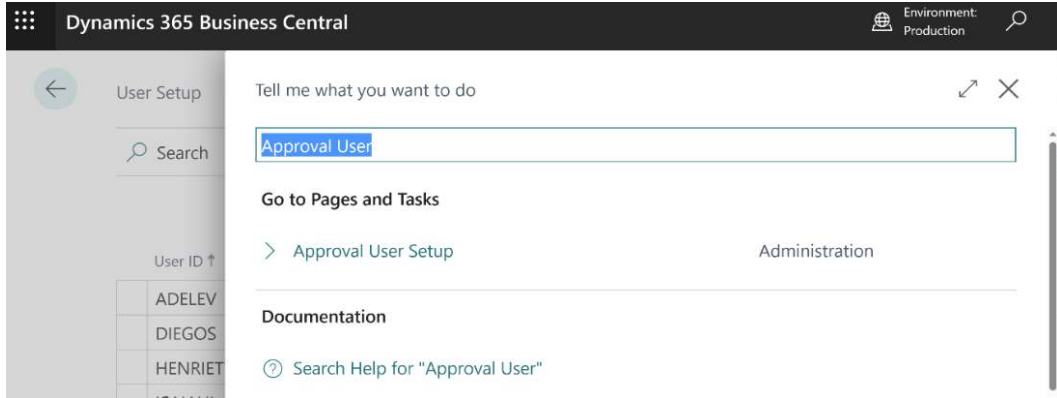 Dynamics 365 Business Central
Environment:
Production
User Setup
Tell me what you want to do
Search
Approval User
Go to Pages and Tasks
Approval User Setup
Administration
User ID ↑
ADELEV
Documentation
DIEGOS
HENRIET
Search Help for "Approval User"